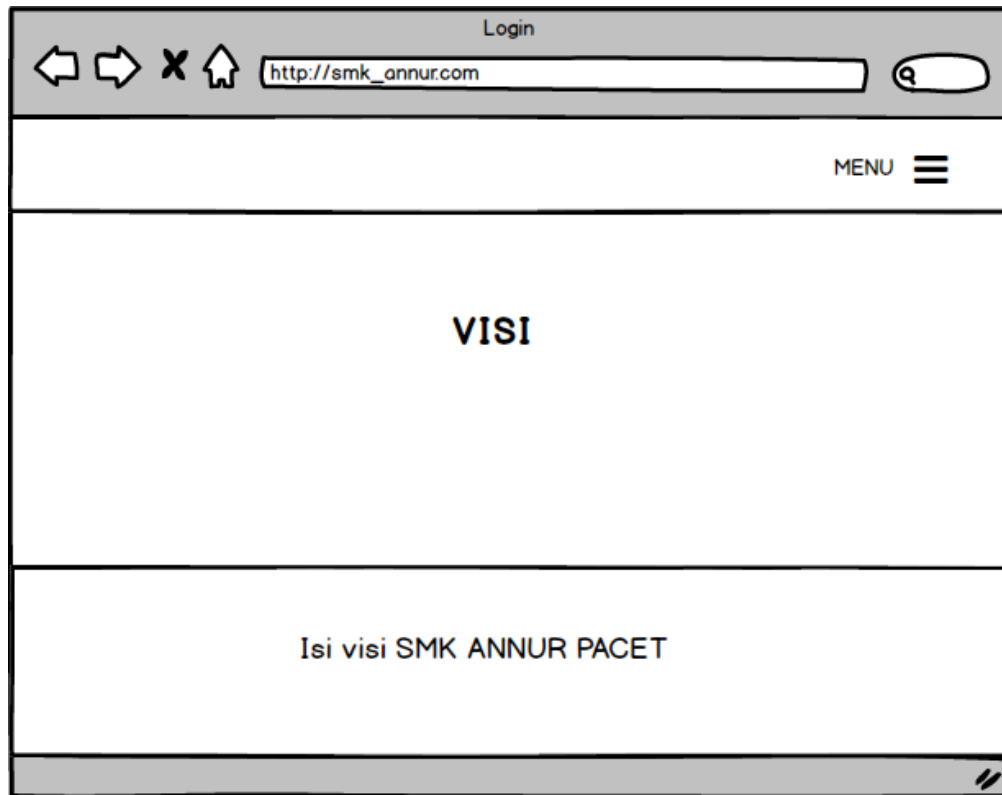 Login
http://smk_annur.com
MENU
VISI
Isi visi SMK ANNUR PACET